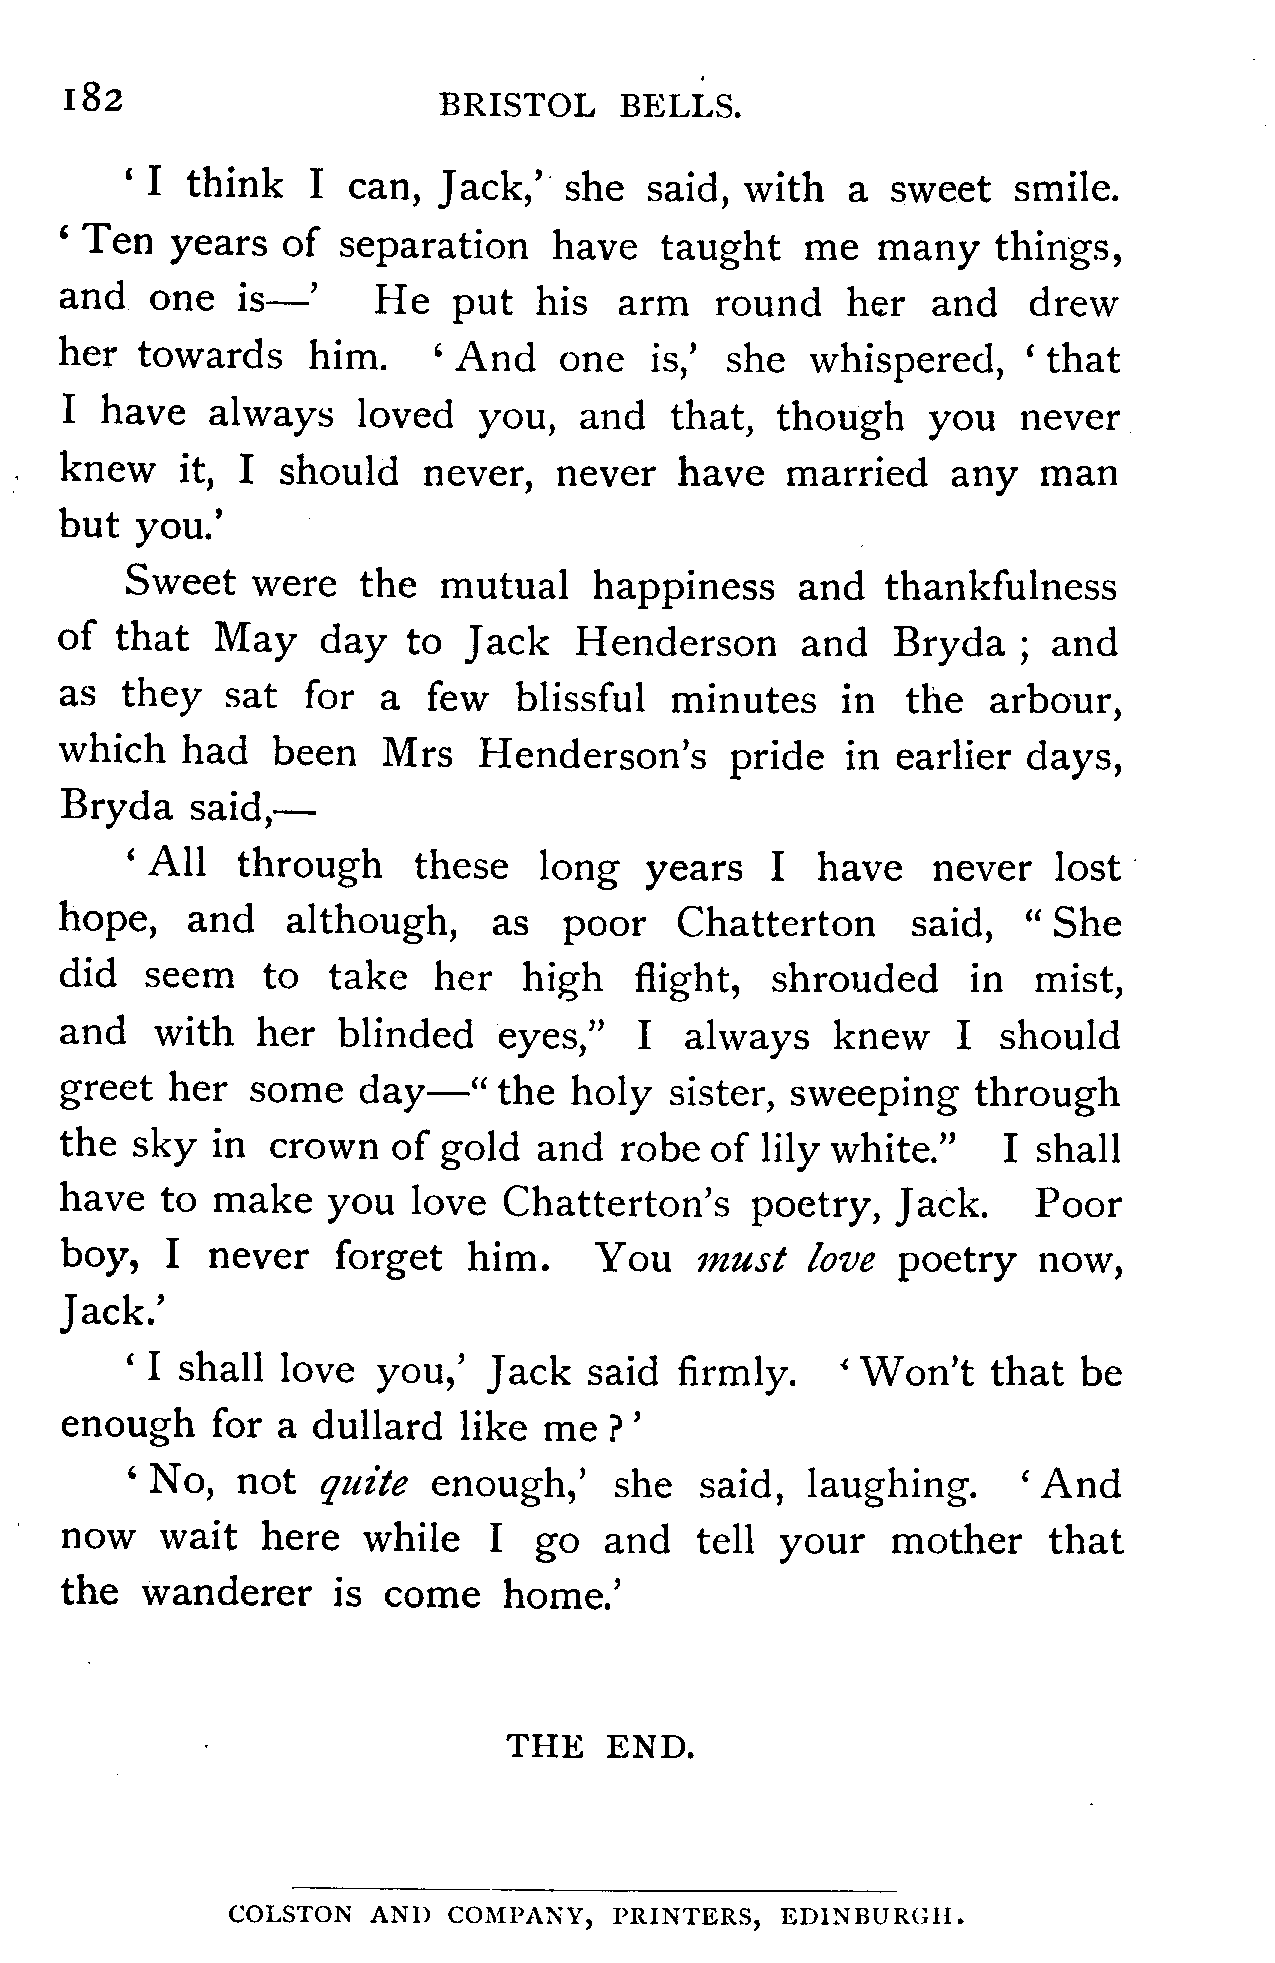 182 BRISTOL BELLS.
‘ I think I can, Jack,’ she said, with a sweet smile.
‘ Ten years of separation have taught me many things,
and one is—’ He put his arm round her and drew
her towards him. ‘ And one is,’ she whispered, ‘ that
I have always loved you, and that, though you never
knew it, I should never, never have married any man
but you.’
Sweet were the mutual happiness and thankfulness
of that May day to Jack Henderson and Bryda ; and
as they sat for a few blissful minutes in the arbour,
which had been Mrs Henderson’s pride in earlier days,
Bryda said,—
‘ All through these long years I have never lost
hope, and although, as poor Chatterton said, “ She
did seem to take her high flight, shrouded in mist,
and with her blinded eyes,” I always knew I should
greet her some day—“ the holy sister, sweeping through
the sky in crown of gold and robe of lily white.” I shall
have to make you love Chatterton’s poetry, Jack. Poor
boy, I never forget him. You must love poetry now,
Jack.’
‘ I shall love you,’ Jack said firmly. ‘ Won’t that be
enough for a dullard like me ? ’
‘ No, not quite enough,’ she said, laughing. ‘ And
now wait here while I go and tell your mother that
the wanderer is come home.’
THE END.
COLSTON AND COMPANY, PRINTERS, EDINBURGH.